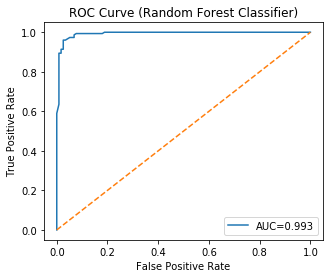 ROC Curve (Random Forest Classifier)
1.0
0.8
0.6
0.4
0.2
0.0
True Positive Rate
AUC=0.993
0.0 0.2 0.4 0.6 0.8 1.0
False Positive Rate